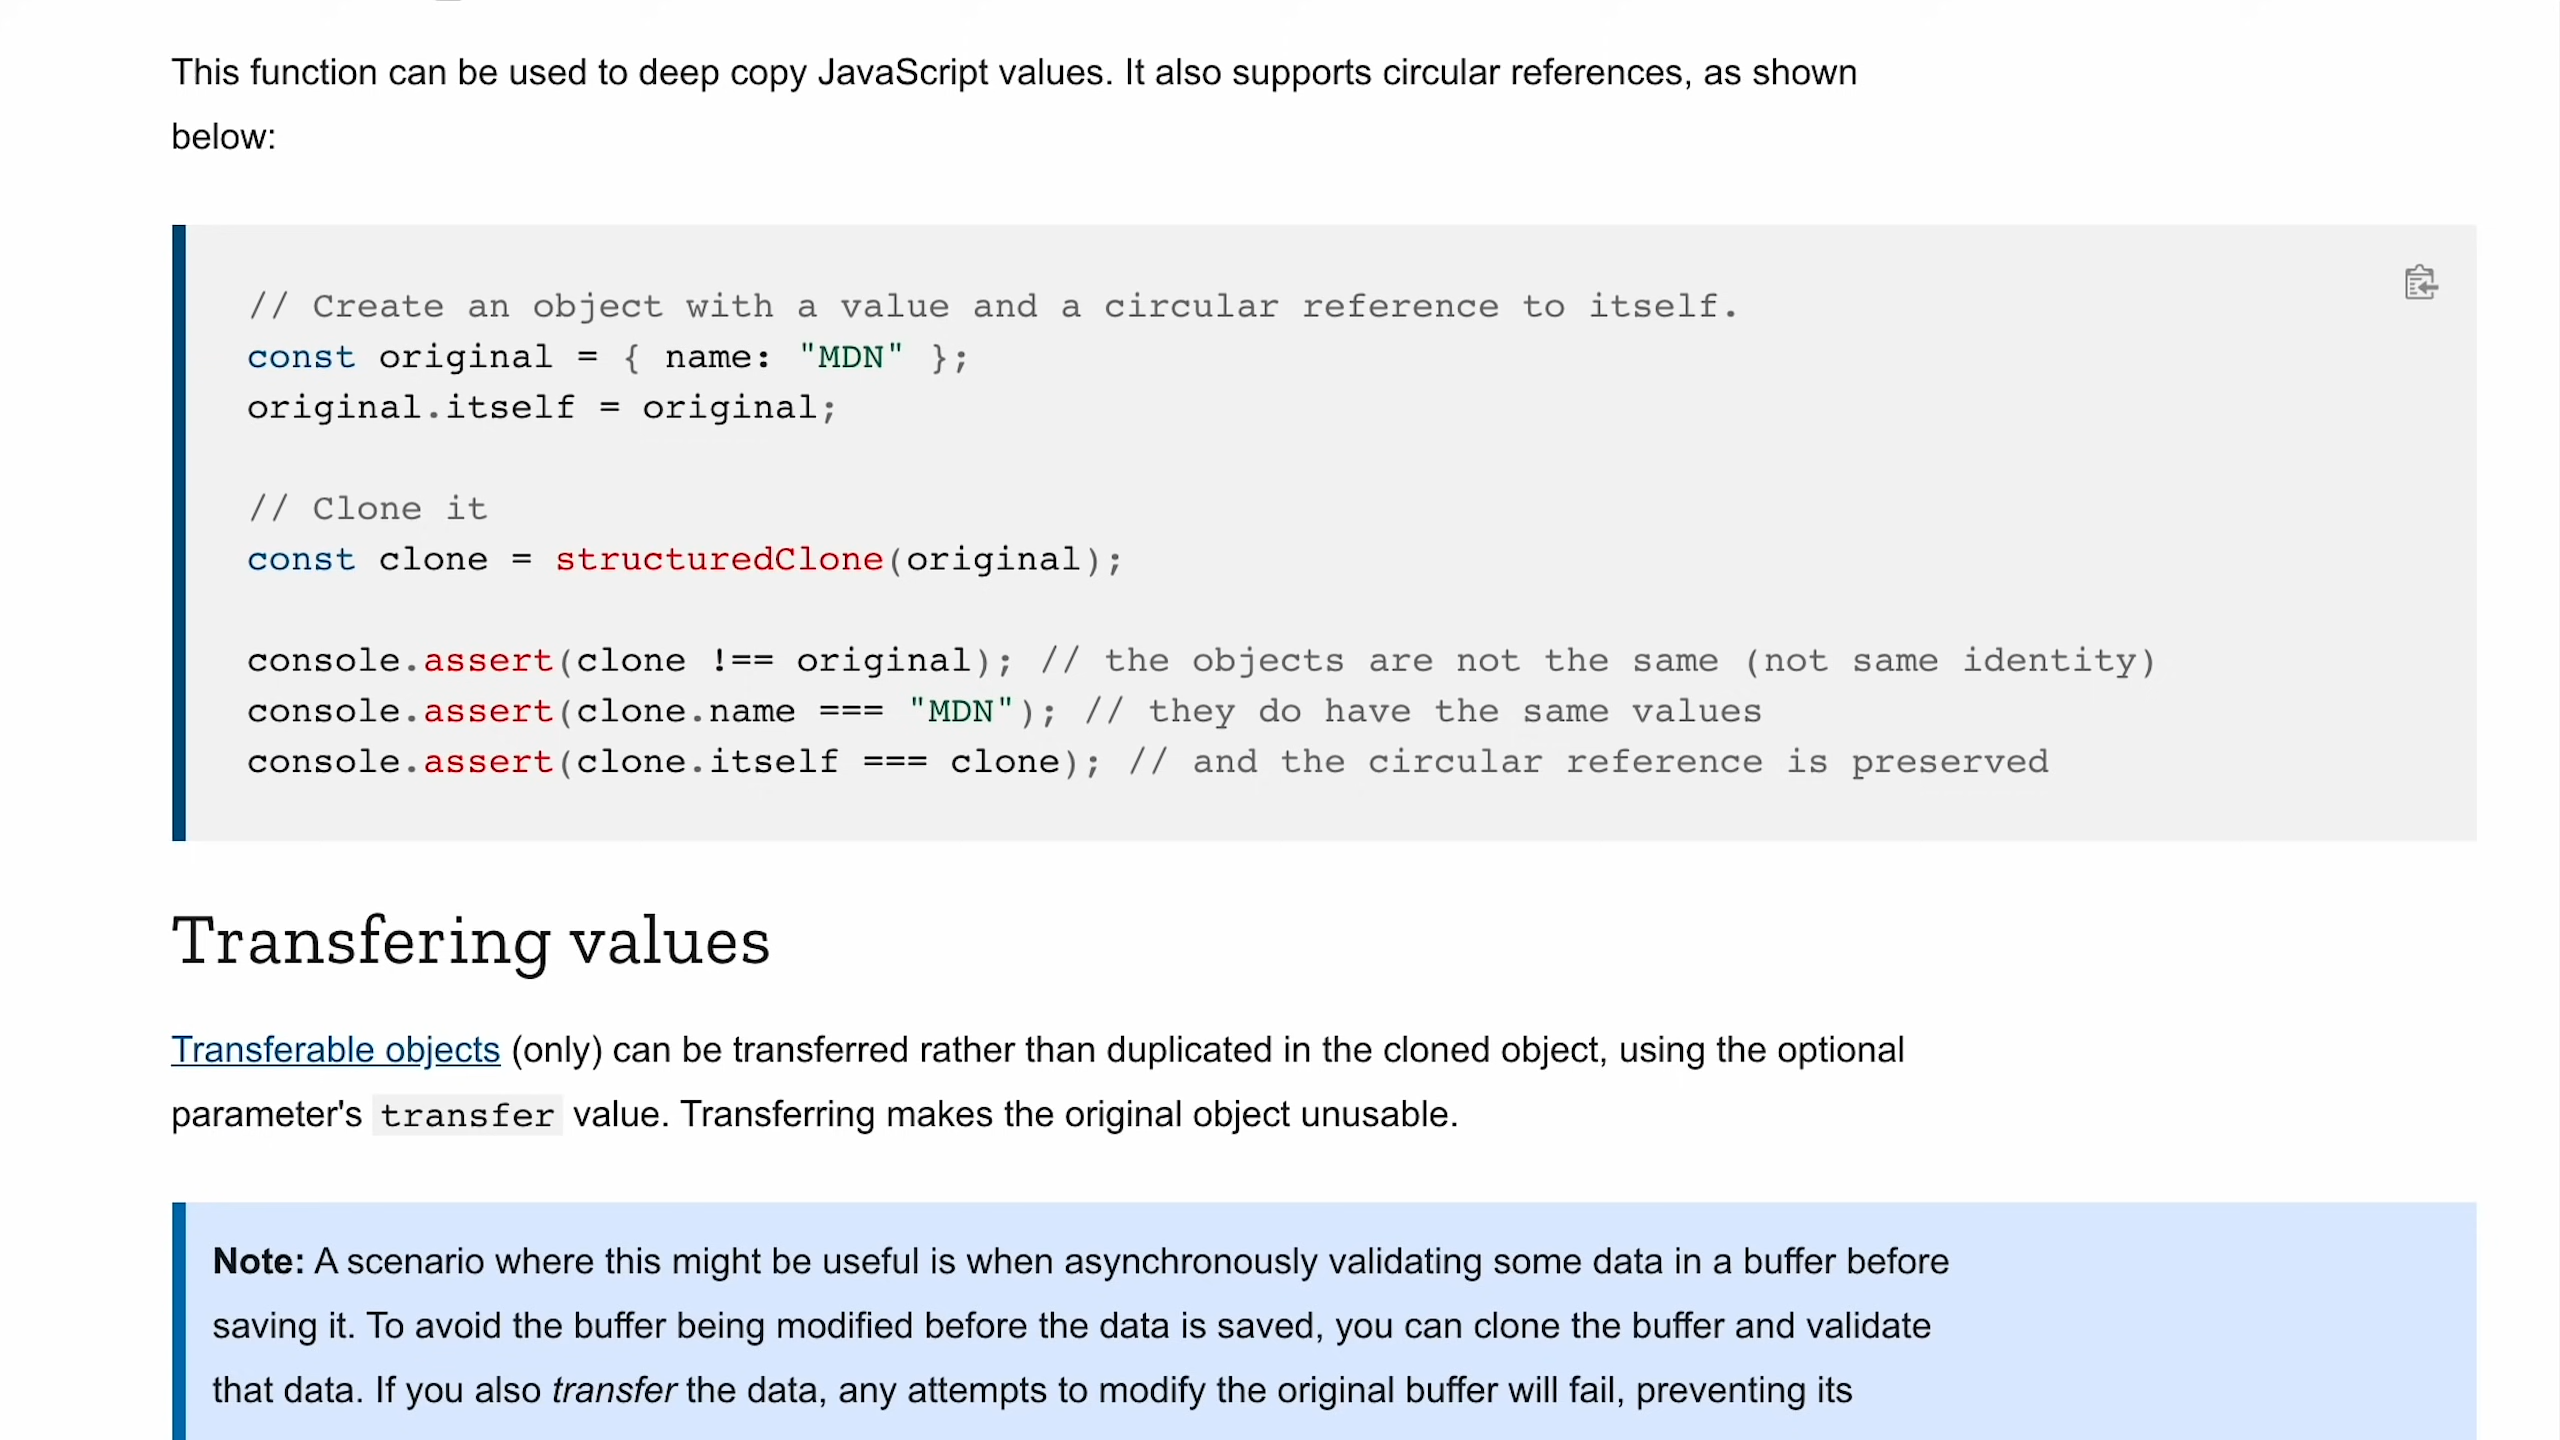 This function can be used to deep copy JavaScript values. It also supports circular references, as shown
below:
// Create an object with a value and a circular reference to itself.
const original = { name: "MDN" };
original.itself = original;
// Clone it
const clone = structuredClone(original);
console.assert(clone !== original); // the objects are not the same (not same identity)
console.assert(clone.name === "MDN"); // they do have the same values
console.assert(clone.itself === clone); // and the circular reference is preserved
Transfering values
Transferable objects (only) can be transferred rather than duplicated in the cloned object, using the optional
parameter's transfer value. Transferring makes the original object unusable.
Note: A scenario where this might be useful is when asynchronously validating some data in a buffer before
saving it. To avoid the buffer being modified before the data is saved, you can clone the buffer and validate
that data. If you also transfer the data, any attempts to modify the original buffer will fail, preventing its